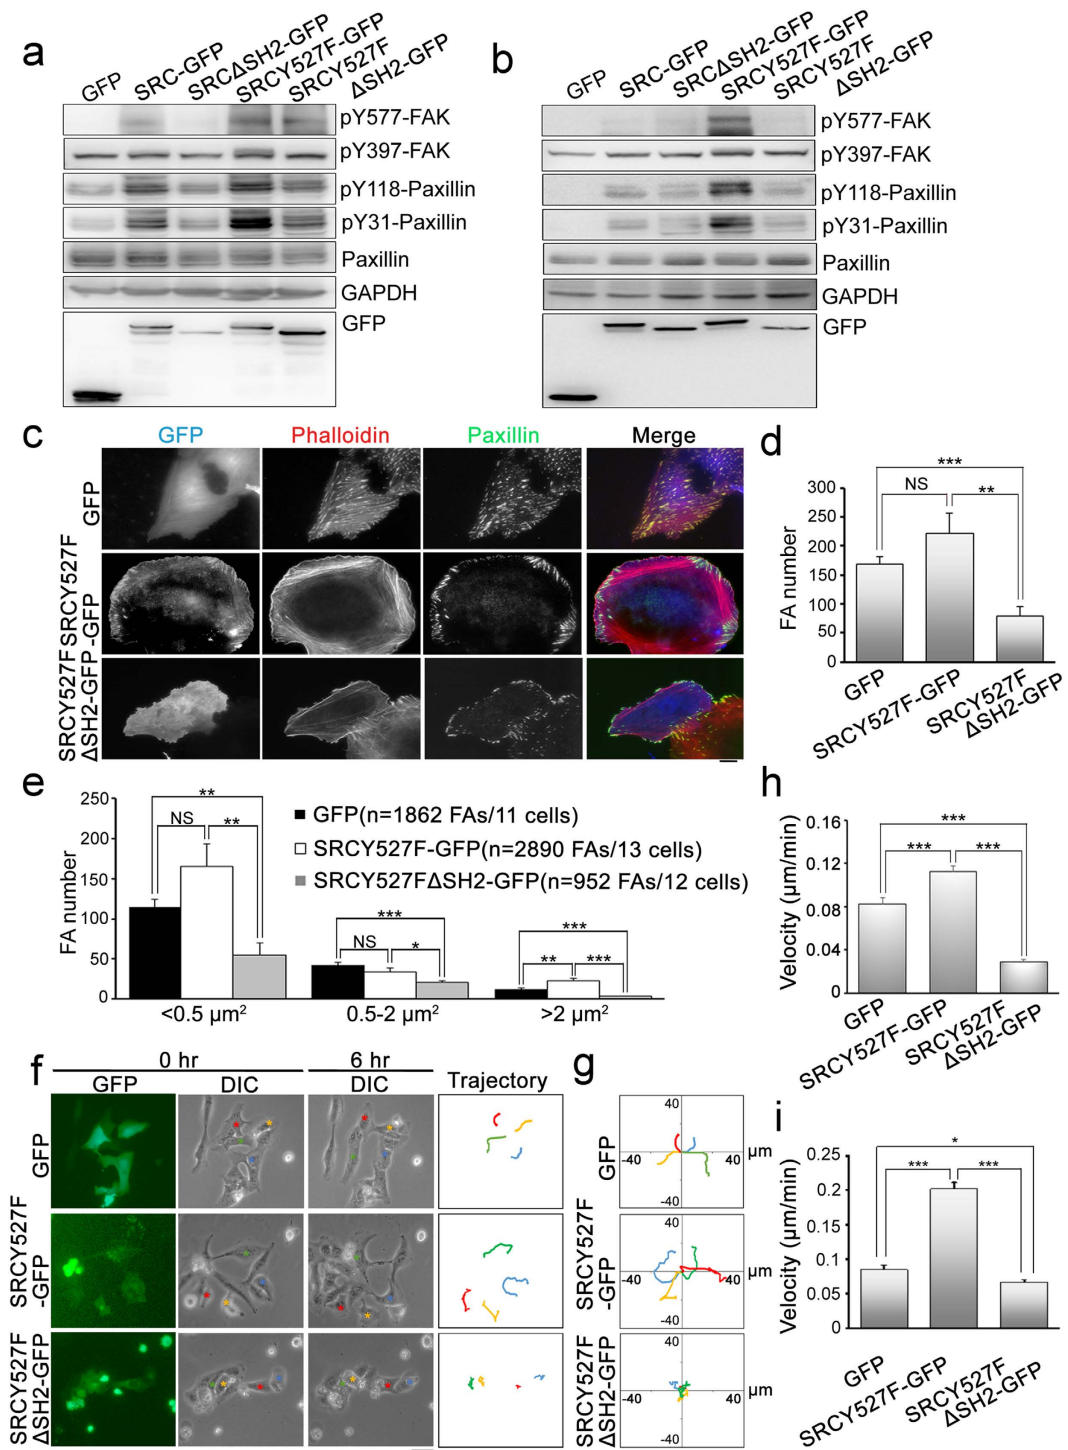 a
GFP
SRC-GFP
SRCΔSH2-GFP
SRCY527F-GFP
SRCY527F
ΔSH2-GFP
pY577-FAK
pY397-FAK
pY118-Paxillin
pY31-Paxillin
Paxillin
GAPDH
GFP
b
GFP
SRC-GFP
SRCΔSH2-GFP
SRCY527F-GFP
SRCY527F
ΔSH2-GFP
pY577-FAK
pY397-FAK
pY118-Paxillin
pY31-Paxillin
Paxillin
GAPDH
GFP
c
GFP Phalloidin Paxillin Merge
GFP
SRCY527F
-GFP
SRCY527F
ΔSH2-GFP
d
***
NS **
FA number
300
250
200
150
100
50
0
GFP
SRCY527F-GFP
SRCY527F
ΔSH2-GFP
e
FA number
250
200
150
100
50
0
**
NS **
***
NS *
***
** ***
GFP(n=1862 FAs/11 cells)
SRCY527F-GFP(n=2890 FAs/13 cells)
SRCY527FΔSH2-GFP(n=952 FAs/12 cells)
<0.5 µm²
0.5-2 µm²
>2 µm²
f
0 hr 6 hr
GFP DIC DIC Trajectory
GFP
SRCY527F
-GFP
SRCY527F
ΔSH2-GFP
g
GFP
40
-40 40 µm
-40
SRCY527F
-GFP
40
-40 40 µm
-40
SRCY527F
ΔSH2-GFP
40
-40 40 µm
-40
h
Velocity (µm/min)
0.16
0.12
0.08
0.04
0
***
*** ***
GFP
SRCY527F-GFP
SRCY527F
ΔSH2-GFP
i
Velocity (µm/min)
0.25
0.2
0.15
0.1
0.05
0
*
*** ***
GFP
SRCY527F-GFP
SRCY527F
ΔSH2-GFP